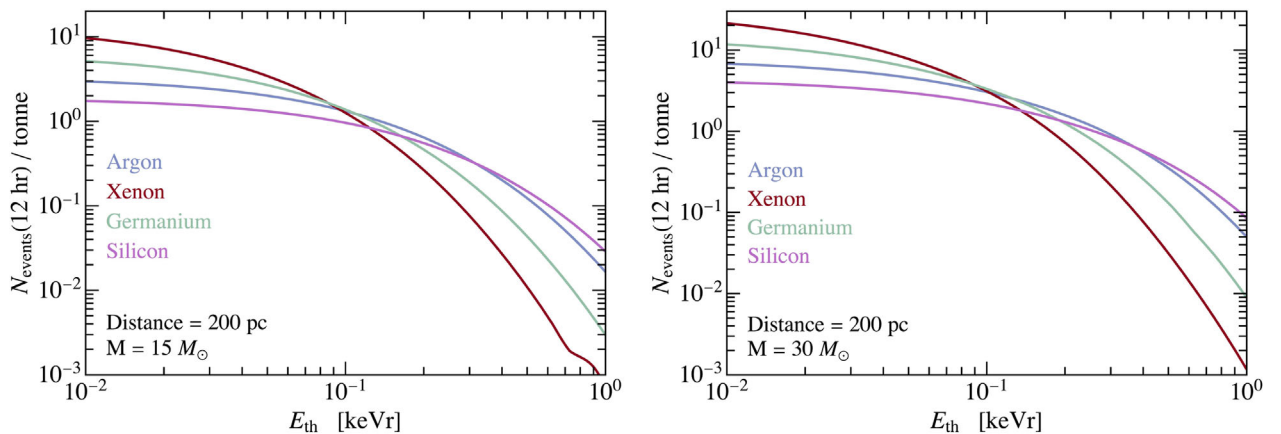 10^1
10^0
10^-1
10^-2
10^-3
N_events(12 hr) / tonne
Argon
Xenon
Germanium
Silicon
Distance = 200 pc
M = 15 M_⊙
10^-2
10^-1
10^0
E_th [keVr]
10^1
10^0
10^-1
10^-2
10^-3
N_events(12 hr) / tonne
Argon
Xenon
Germanium
Silicon
Distance = 200 pc
M = 30 M_⊙
10^-2
10^-1
10^0
E_th [keVr]